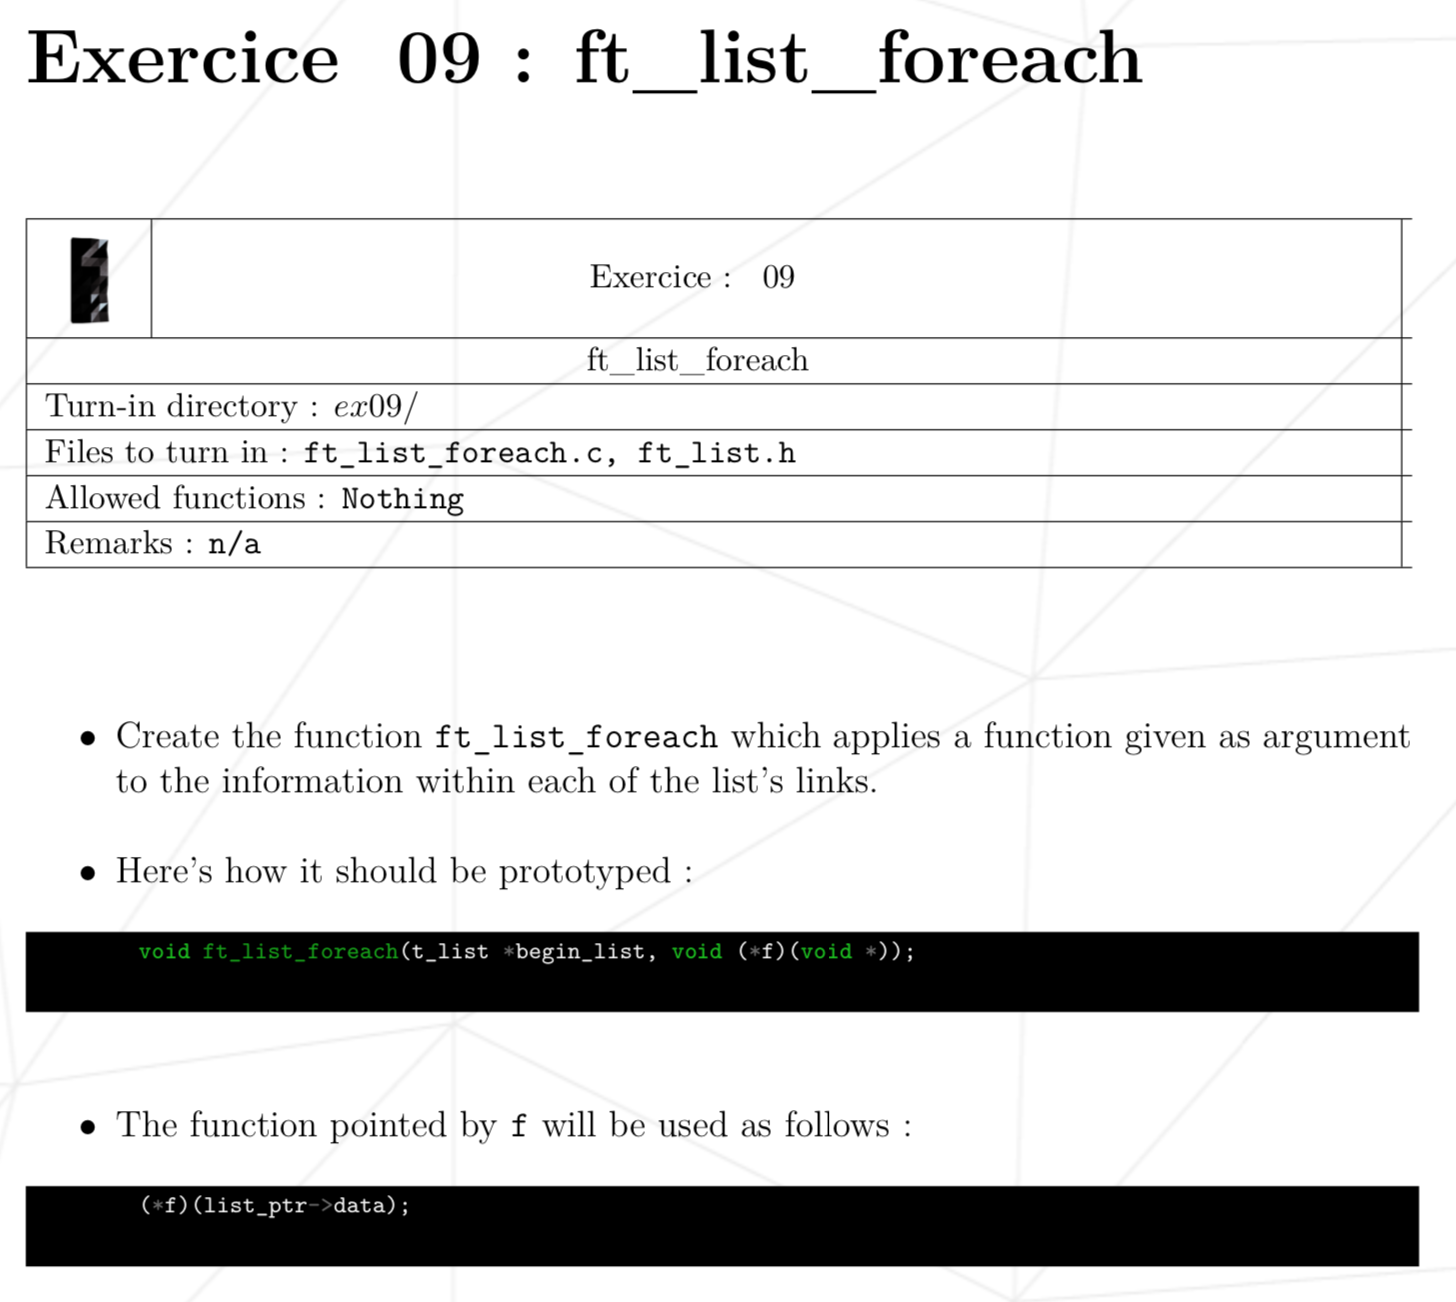 Exercice 09 : ft_list_foreach
Exercice : 09
ft_list_foreach
Turn-in directory : ex09/
Files to turn in : ft_list_foreach.c, ft_list.h
Allowed functions : Nothing
Remarks : n/a
• Create the function ft_list_foreach which applies a function given as argument
to the information within each of the list's links.
• Here's how it should be prototyped :
void ft_list_foreach(t_list *begin_list, void (*f)(void *));
• The function pointed by f will be used as follows :
(*f)(list_ptr->data);